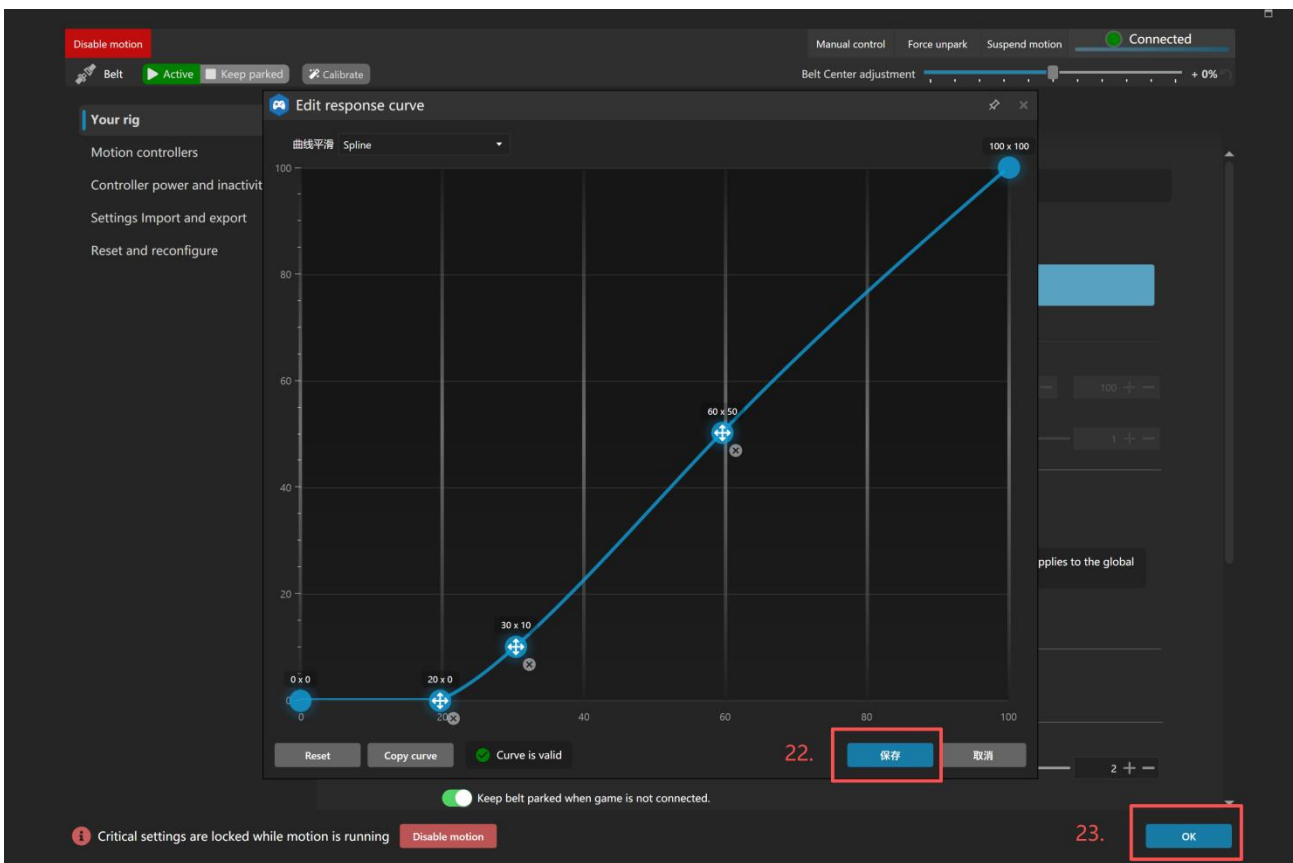 Disable motion
Manual control Force unpark Suspend motion Connected
Belt Active Keep parked Calibrate
Belt Center adjustment + 0%
Your rig
Motion controllers
Controller power and inactivit
Settings Import and export
Reset and reconfigure
Edit response curve
曲线平滑 Spline
100 x 100
100
80
60
40
20
0
60 x 50
30 x 10
0 x 0
20 x 0
0 20 40 60 80 100
Reset Copy curve Curve is valid 22. 保存 取消
100
1
pplies to the global
2
Keep belt parked when game is not connected.
Critical settings are locked while motion is running Disable motion
23. OK